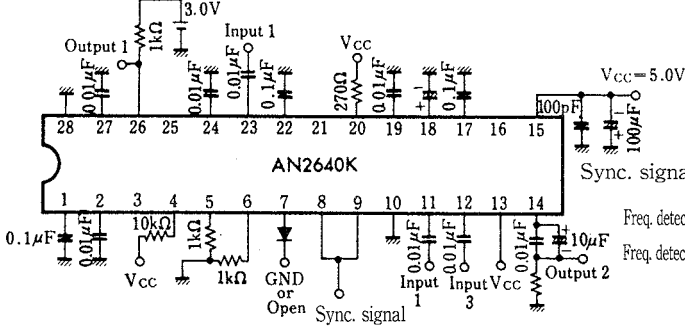 3.0V
1kΩ
Output 1
0.01μF
0.01μF
Input 1
0.01μF
0.1μF
VCC
270Ω
0.01μF
+ 1
0.1μF
VCC=5.0V
100pF
+ −
100μF
28 27 26 25 24 23 22 21 20 19 18 17 16 15
AN2640K
1 2 3 4 5 6 7 8 9 10 11 12 13 14
Sync. signa
Freq. detec
Freq. detec
0.1μF
0.01μF
10kΩ
VCC
1kΩ
1kΩ
GND
or
Open
Sync. signal
0.01μF
Input
1
0.01μF
Input
3
VCC
0.01μF
+
−
10μF
Output 2